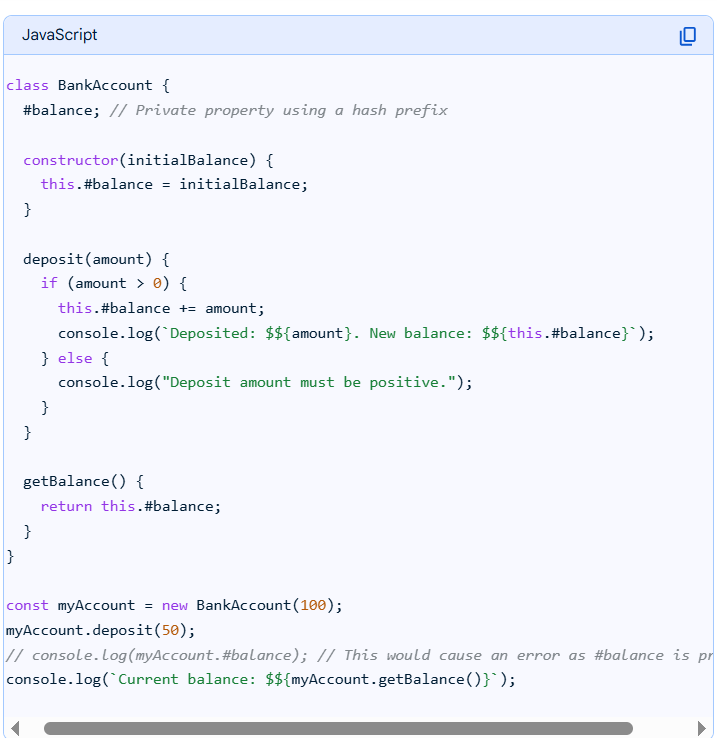 JavaScript
class BankAccount {
  #balance; // Private property using a hash prefix

  constructor(initialBalance) {
    this.#balance = initialBalance;
  }

  deposit(amount) {
    if (amount > 0) {
      this.#balance += amount;
      console.log(`Deposited: $${amount}. New balance: $${this.#balance}`);
    } else {
      console.log("Deposit amount must be positive.");
    }
  }

  getBalance() {
    return this.#balance;
  }
}

const myAccount = new BankAccount(100);
myAccount.deposit(50);
// console.log(myAccount.#balance); // This would cause an error as #balance is pr
console.log(`Current balance: $${myAccount.getBalance()}`);